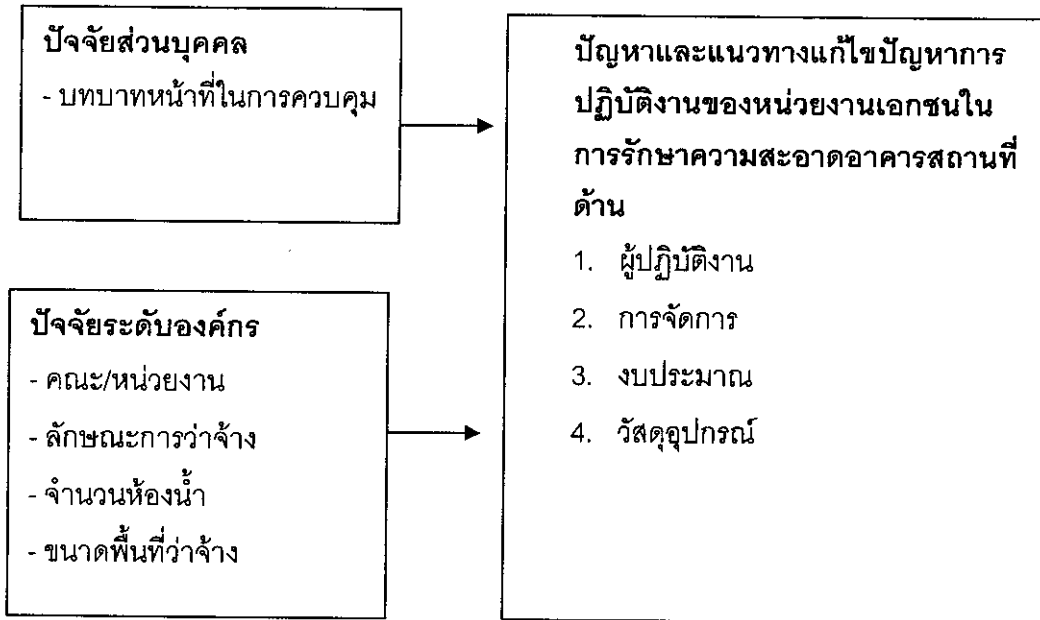 ปัจจัยส่วนบุคคล
- บทบาทหน้าที่ในการควบคุม
ปัจจัยระดับองค์กร
- คณะ/หน่วยงาน
- ลักษณะการว่าจ้าง
- จำนวนห้องน้ำ
- ขนาดพื้นที่ว่าจ้าง
ปัญหาและแนวทางแก้ไขปัญหาการ
ปฏิบัติงานของหน่วยงานเอกชนใน
การรักษาความสะอาดอาคารสถานที่
ด้าน
1. ผู้ปฏิบัติงาน
2. การจัดการ
3. งบประมาณ
4. วัสดุอุปกรณ์